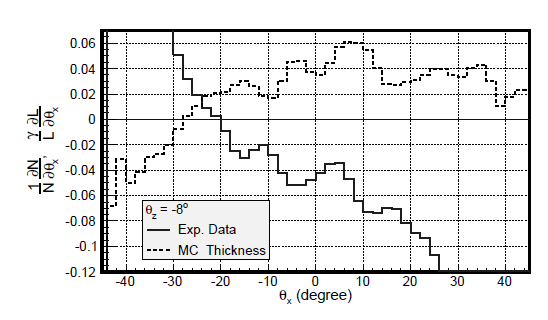 0.06
0.04
0.02
0
-0.02
-0.04
-0.06
-0.08
-0.1
-0.12
1/N ∂N/∂θx, γ/L ∂L/∂θx
θz = -8°
Exp. Data
MC Thickness
-40 -30 -20 -10 0 10 20 30 40
θx (degree)